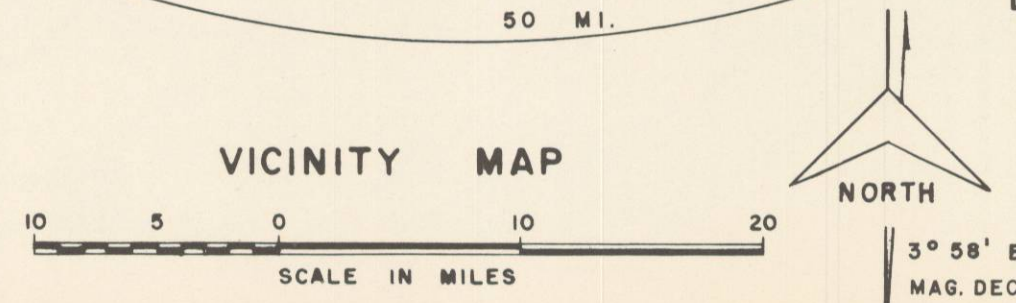 50 MI.
VICINITY MAP
10 5 0 10 20
SCALE IN MILES
NORTH
3° 58' E
MAG. DEC